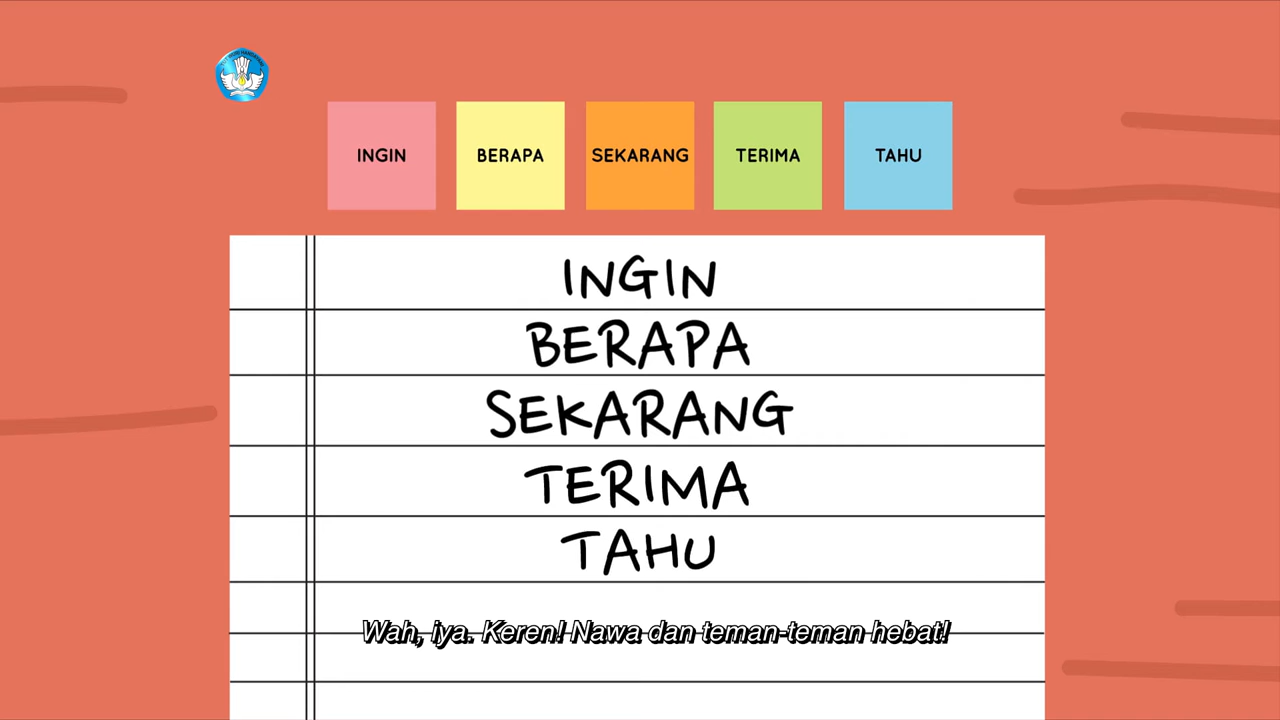 INGIN
BERAPA
SEKARANG
TERIMA
TAHU
INGIN
BERAPA
SEKARANG
TERIMA
TAHU
Wah, iya. Keren! Nawa dan teman-teman hebat!